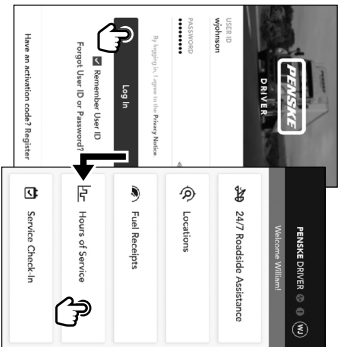 PENSKE
DRIVER
USER ID
wjohnson
PASSWORD
••••••••••
By logging in, I agree to the Privacy Notice.
Log In
Remember User ID
Forgot User ID or Password?
Have an activation code? Register
PENSKE DRIVER
WJ
Welcome William!
24/7 Roadside Assistance
Locations
Fuel Receipts
Hours of Service
Service Check in